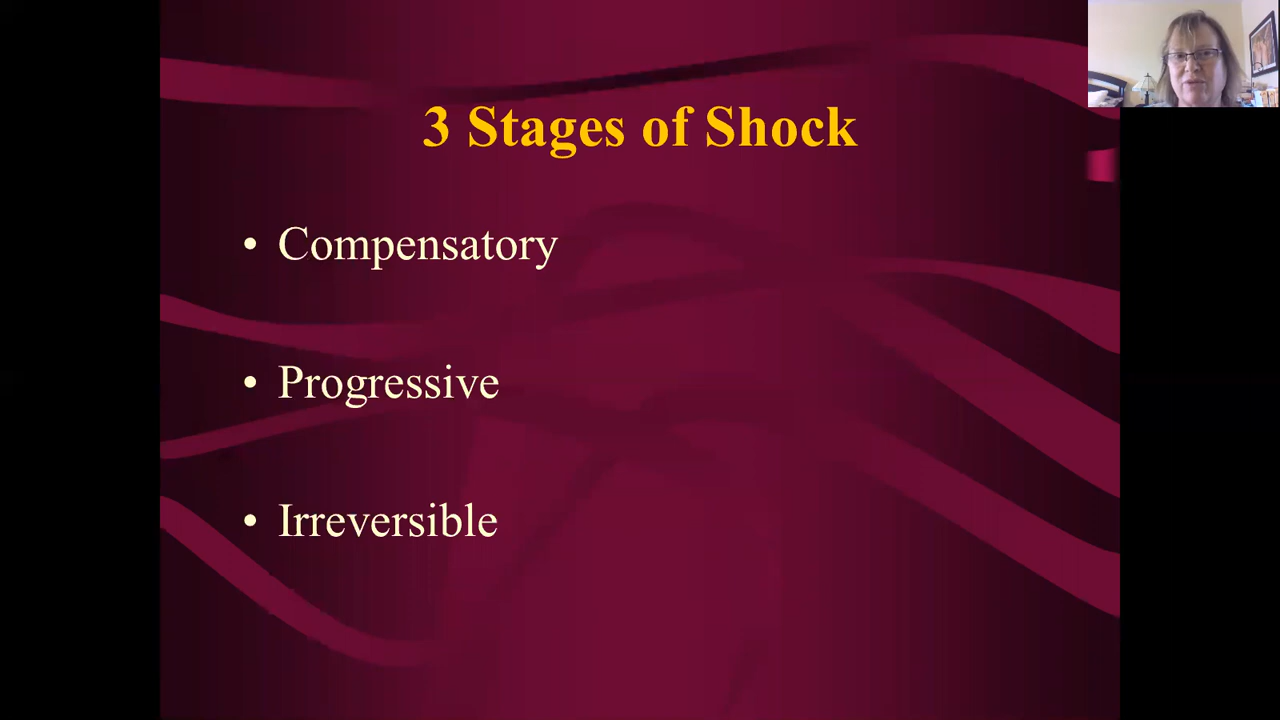 3 Stages of Shock
• Compensatory
• Progressive
• Irreversible